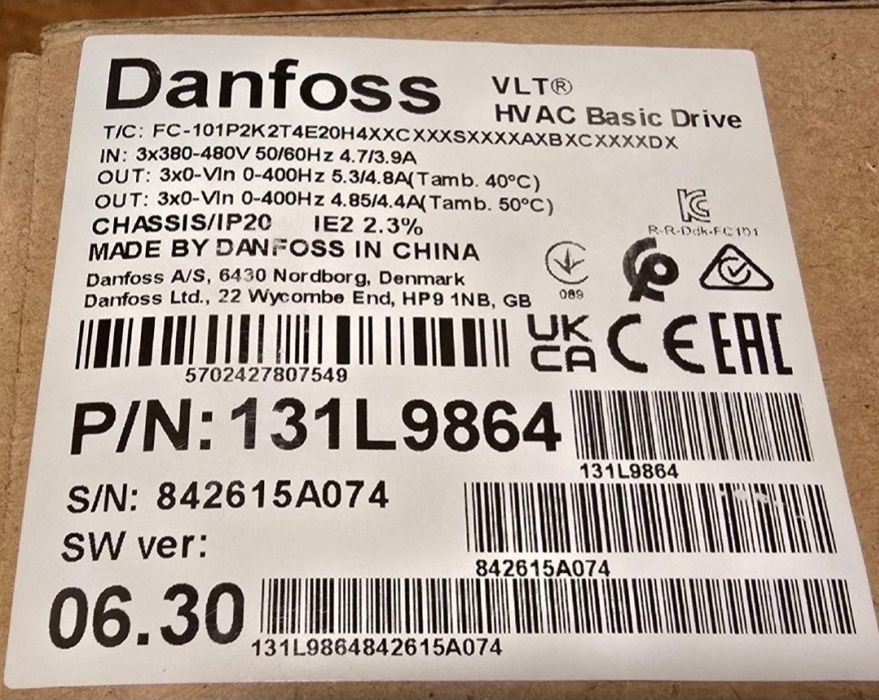 Danfoss
VLT®
HVAC Basic Drive
T/C: FC-101P2K2T4E20H4XXCXXXSXXXXAXBXCXXXXDX
IN: 3x380-480V 50/60Hz 4.7/3.9A
OUT: 3x0-Vin 0-400Hz 5.3/4.8A(Tamb. 40°C)
OUT: 3x0-Vin 0-400Hz 4.85/4.4A(Tamb. 50°C)
CHASSIS/IP20 IE2 2.3%
R-R-Ddk-FC101
MADE BY DANFOSS IN CHINA
Danfoss A/S, 6430 Nordborg, Denmark
Danfoss Ltd., 22 Wycombe End, HP9 1NB, GB
089
UK
CA CE EAC
5702427807549
P/N: 131L9864
131L9864
S/N: 842615A074
SW ver:
842615A074
06.30
131L9864842615A074